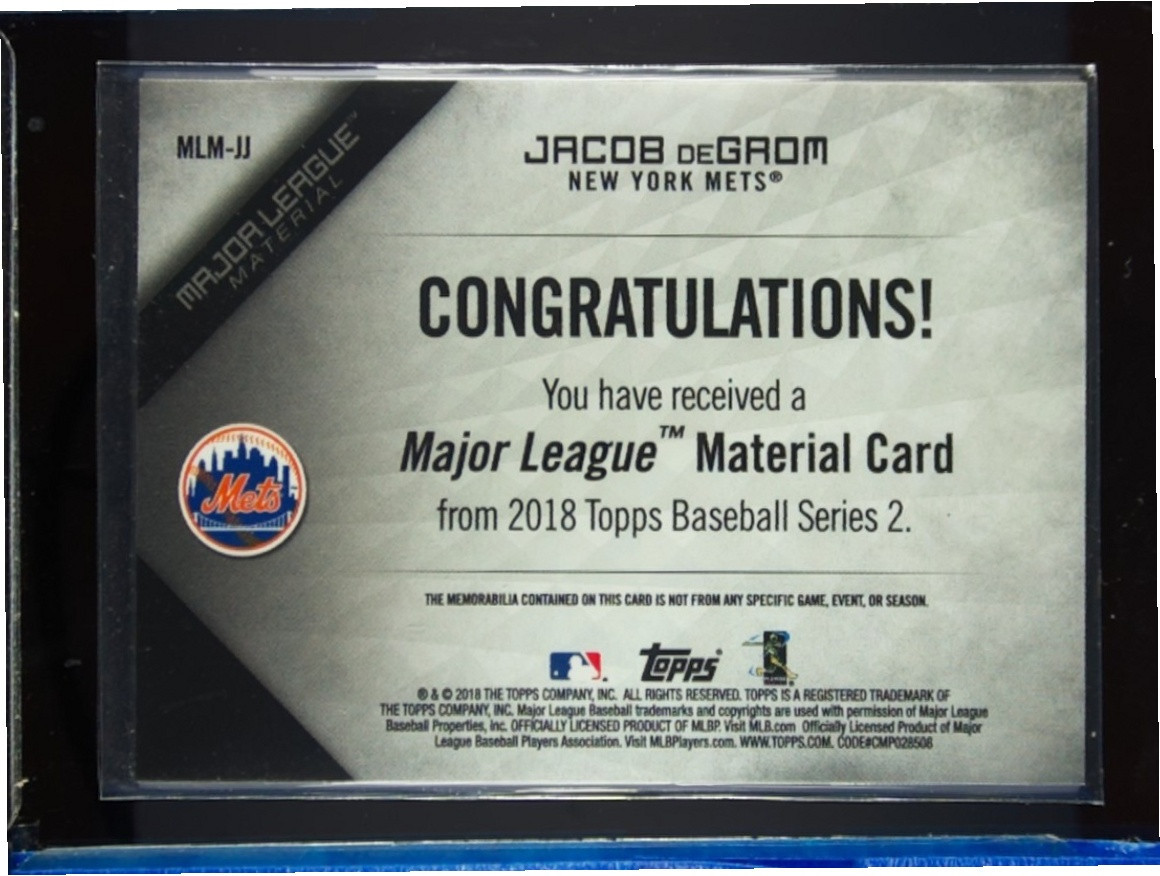 MLM-JJ
MAJOR LEAGUE™
MATERIAL
JACOB DEGROM
NEW YORK METS®
CONGRATULATIONS!
You have received a
Major League™ Material Card
from 2018 Topps Baseball Series 2.
Mets
THE MEMORABILIA CONTAINED ON THIS CARD IS NOT FROM ANY SPECIFIC GAME, EVENT, OR SEASON.
Topps®
® & © 2018 THE TOPPS COMPANY, INC. ALL RIGHTS RESERVED. TOPPS IS A REGISTERED TRADEMARK OF
THE TOPPS COMPANY, INC. Major League Baseball trademarks and copyrights are used with permission of Major League
Baseball Properties, Inc. OFFICIALLY LICENSED PRODUCT OF MLBP. Visit MLB.com Officially Licensed Product of Major
League Baseball Players Association. Visit MLBPlayers.com. WWW.TOPPS.COM. CODE#CMP028508